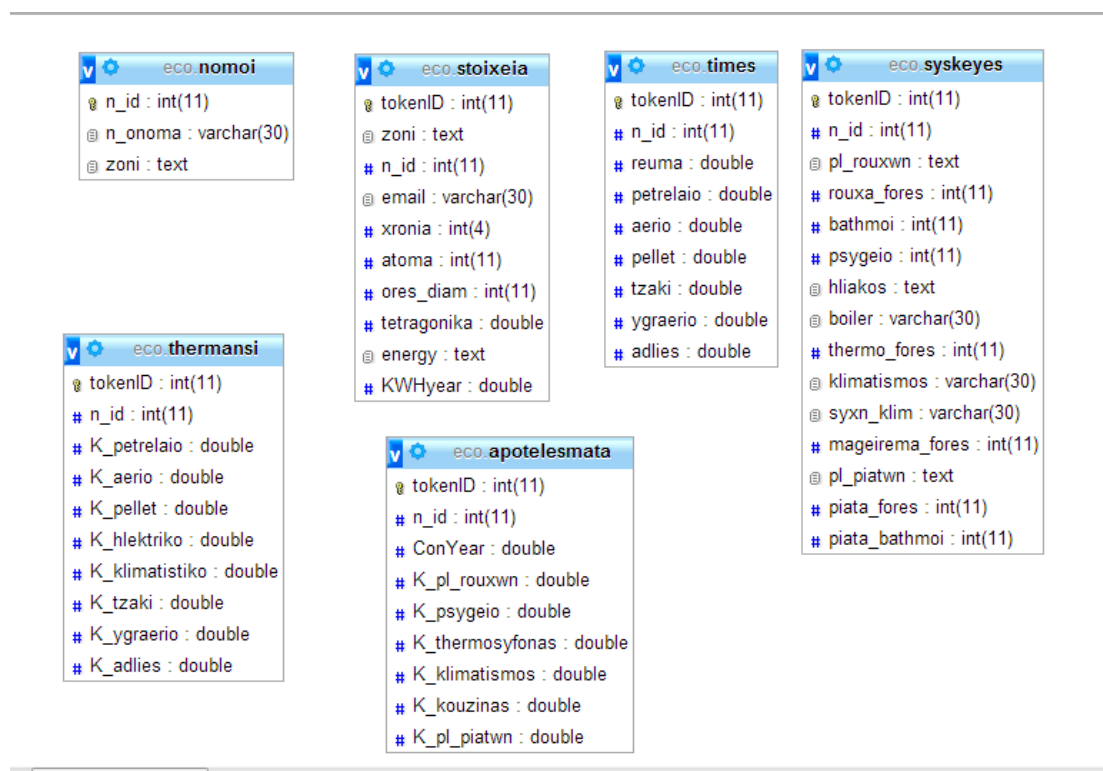 v eco.nomoi
n_id : int(11)
n_onoma : varchar(30)
zoni : text
v eco.stoixeia
tokenID : int(11)
zoni : text
# n_id : int(11)
email : varchar(30)
# xronia : int(4)
# atoma : int(11)
# ores_diam : int(11)
# tetragonika : double
energy : text
# KWHyear : double
v eco.times
tokenID : int(11)
# n_id : int(11)
# reuma : double
# petrelaio : double
# aerio : double
# pellet : double
# tzaki : double
# ygraerio : double
# adlies : double
v eco.syskeyes
tokenID : int(11)
# n_id : int(11)
pl_rouxwn : text
# rouxa_fores : int(11)
# bathmoi : int(11)
# psygeio : int(11)
hliakos : text
boiler : varchar(30)
# thermo_fores : int(11)
klimatismos : varchar(30)
syxn_klim : varchar(30)
# mageirema_fores : int(11)
pl_piatwn : text
# piata_fores : int(11)
# piata_bathmoi : int(11)
v eco.thermansi
tokenID : int(11)
# n_id : int(11)
# K_petrelaio : double
# K_aerio : double
# K_pellet : double
# K_hlektriko : double
# K_klimatistiko : double
# K_tzaki : double
# K_ygraerio : double
# K_adlies : double
v eco.apotelesmata
tokenID : int(11)
# n_id : int(11)
# ConYear : double
# K_pl_rouxwn : double
# K_psygeio : double
# K_thermosyfonas : double
# K_klimatismos : double
# K_kouzinas : double
# K_pl_piatwn : double